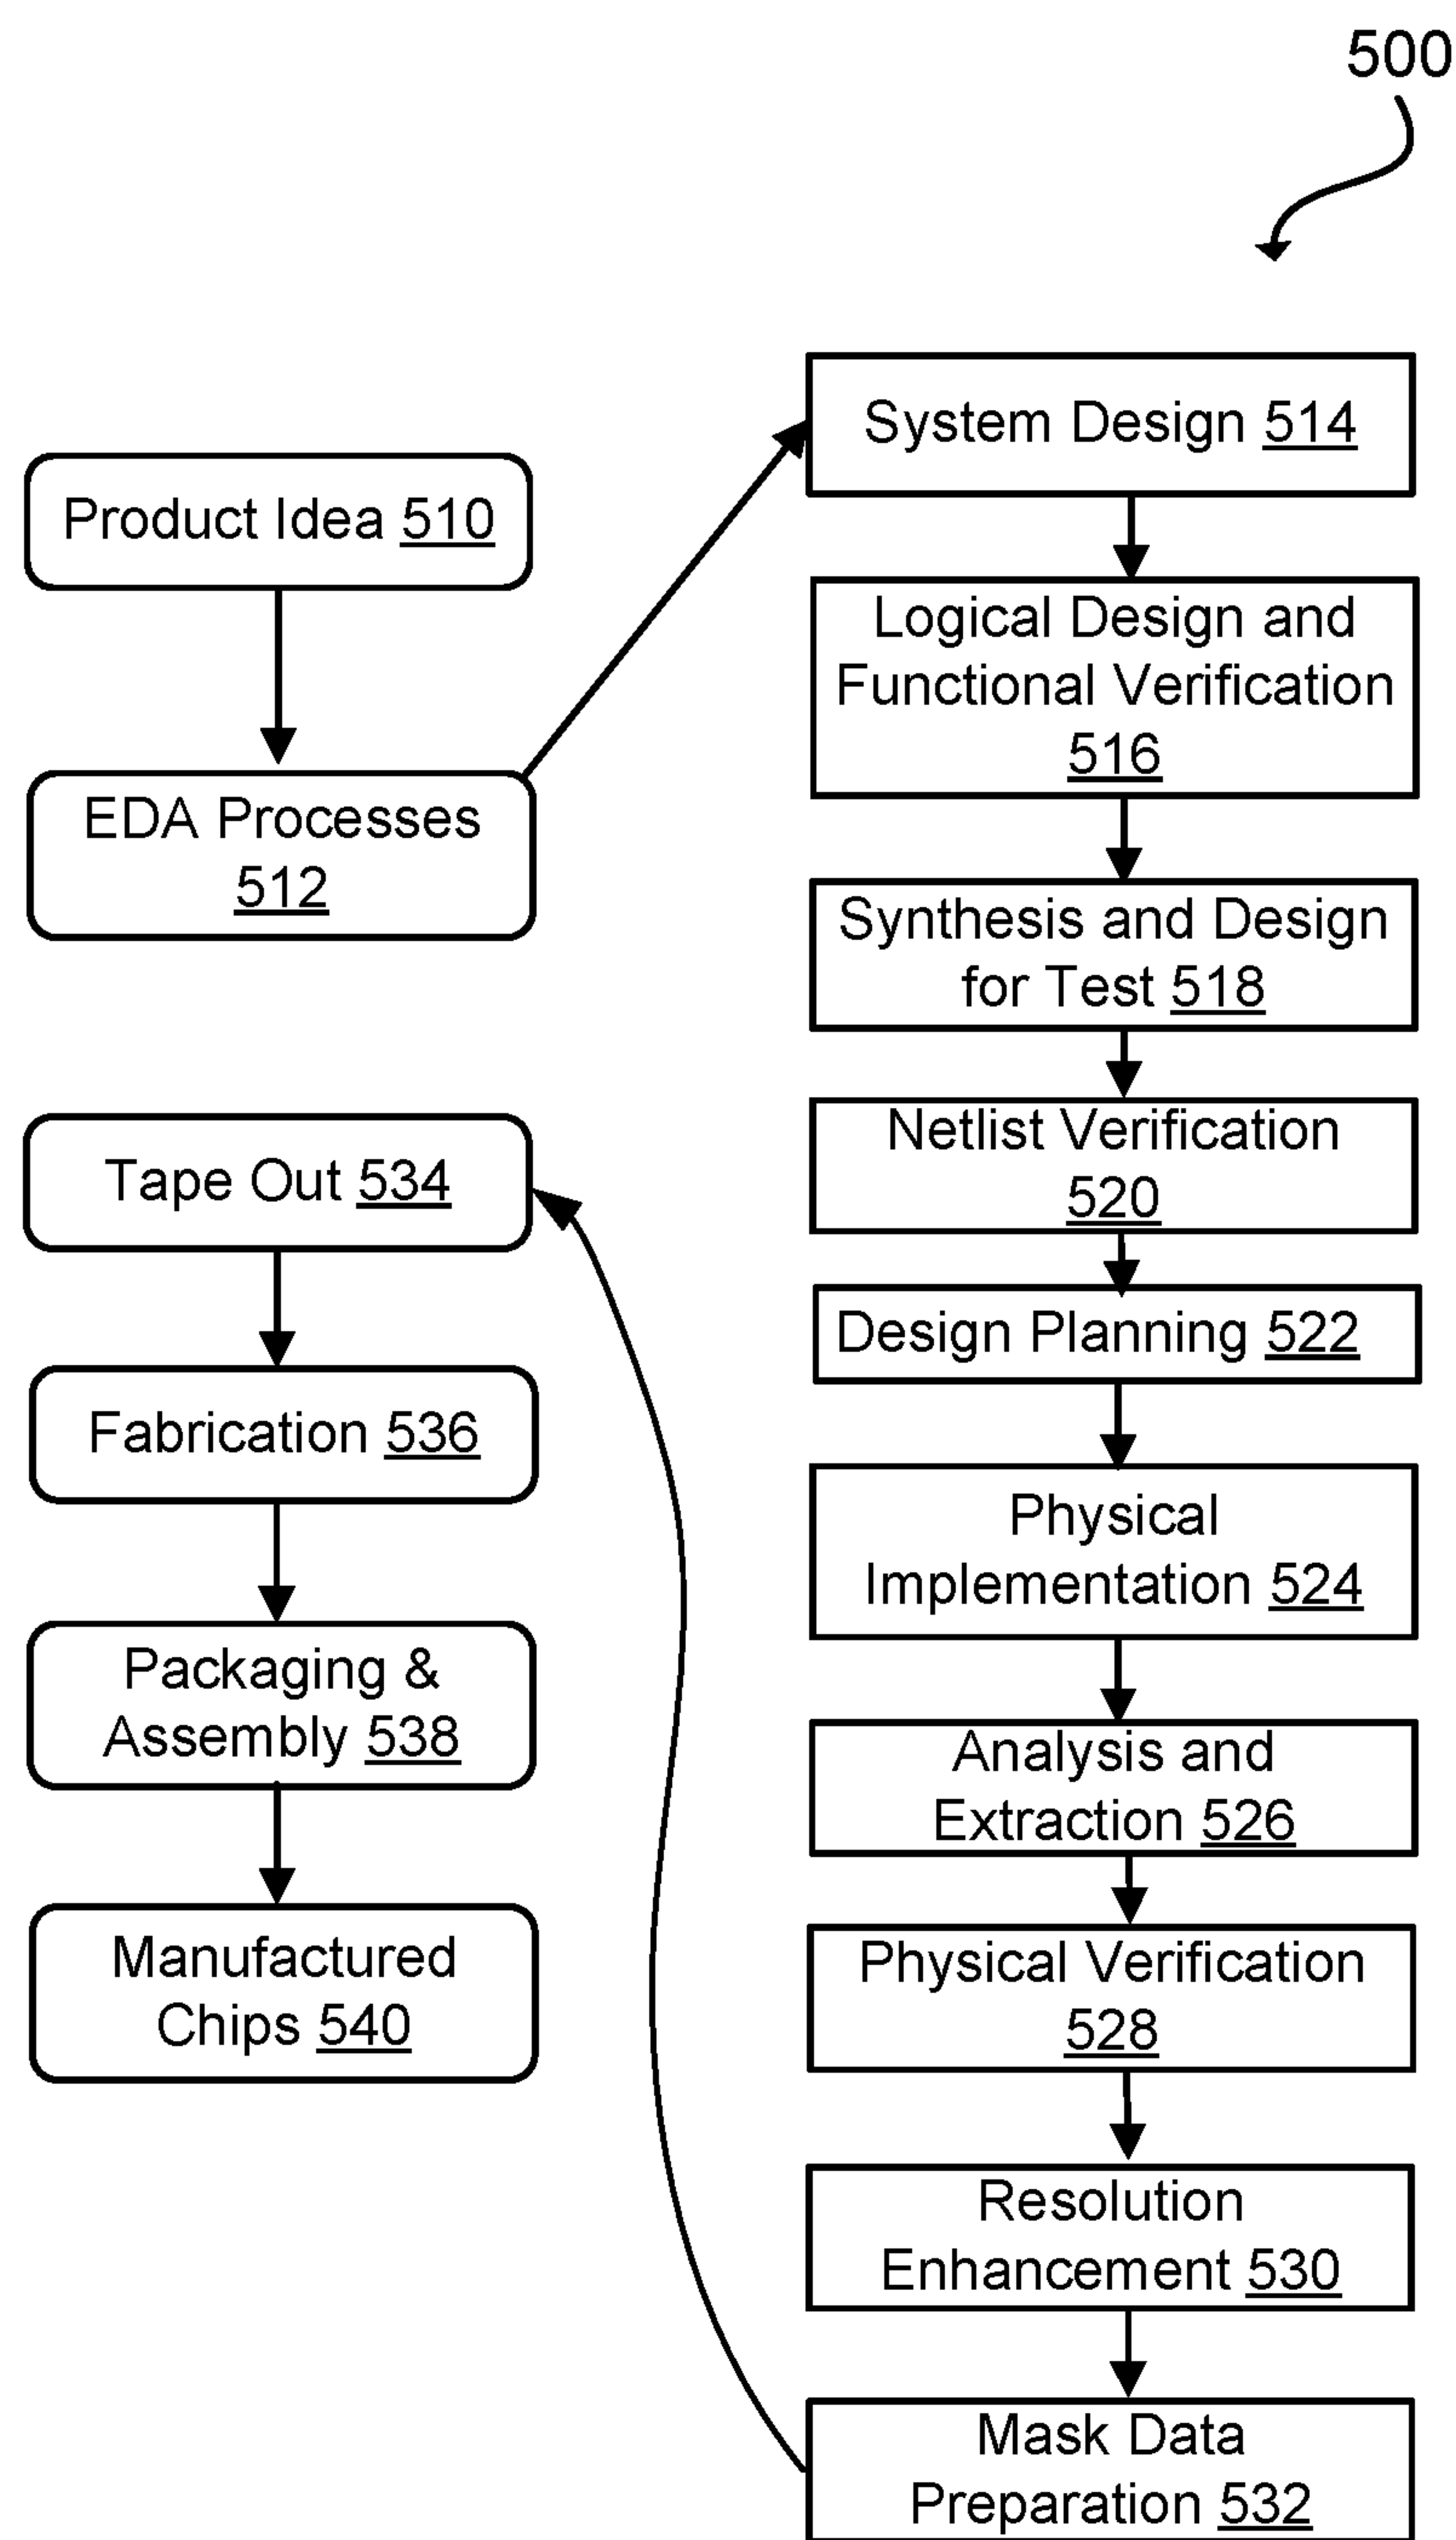 500
Product Idea 510
EDA Processes
512
System Design 514
Logical Design and
Functional Verification
516
Synthesis and Design
for Test 518
Netlist Verification
520
Design Planning 522
Physical
Implementation 524
Analysis and
Extraction 526
Physical Verification
528
Resolution
Enhancement 530
Mask Data
Preparation 532
Tape Out 534
Fabrication 536
Packaging &
Assembly 538
Manufactured
Chips 540